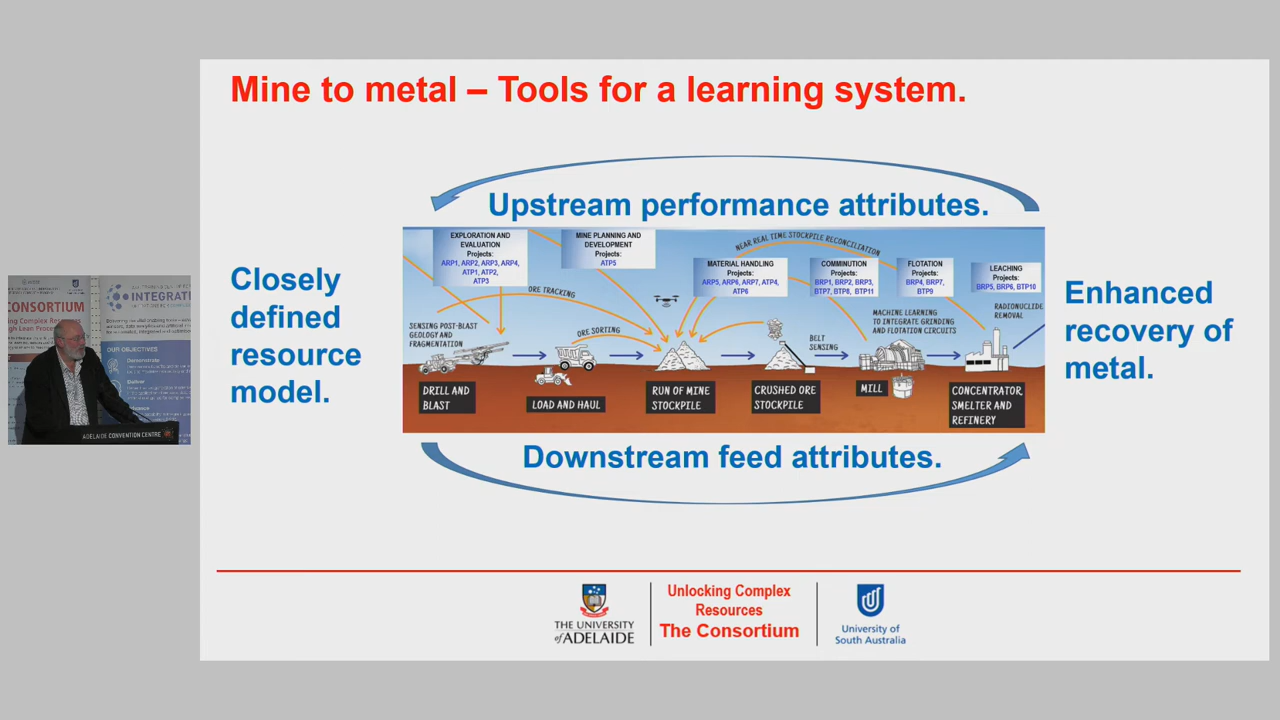 Mine to metal – Tools for a learning system.
Upstream performance attributes.
Closely
defined
resource
model.
EXPLORATION AND
EVALUATION
Projects:
ARP1, ARP2, ARP3, ARP4,
ATP1, ATP2,
ATP3
MINE PLANNING AND
DEVELOPMENT
Projects:
ATP5
NEAR REAL TIME STOCKPILE RECONCILIATION
MATERIAL HANDLING
Projects:
ARP5, ARP6, ARP7, ATP4,
ATP6
COMMINUTION
Projects:
BRP1, BRP2, BRP3,
BTP7, BTP8, BTP11
FLOTATION
Projects:
BRP4, BRP7,
BTP9
LEACHING
Projects:
BRP5, BRP6, BTP10
ORE TRACKING
SENSING POST-BLAST
GEOLOGY AND
FRAGMENTATION
ORE SORTING
BELT
SENSING
MACHINE LEARNING
TO INTEGRATE GRINDING
AND FLOTATION CIRCUITS
RADIONUCLIDE
REMOVAL
DRILL AND
BLAST
LOAD AND HAUL
RUN OF MINE
STOCKPILE
CRUSHED ORE
STOCKPILE
MILL
CONCENTRATOR,
SMELTER AND
REFINERY
Enhanced
recovery of
metal.
Downstream feed attributes.
CONSORTIUM
INTEGRATE
OUR OBJECTIVES
Demonstrate
Deliver
ADELAIDE CONVENTION CENTRE
THE UNIVERSITY
of ADELAIDE
Unlocking Complex
Resources
The Consortium
University of
South Australia